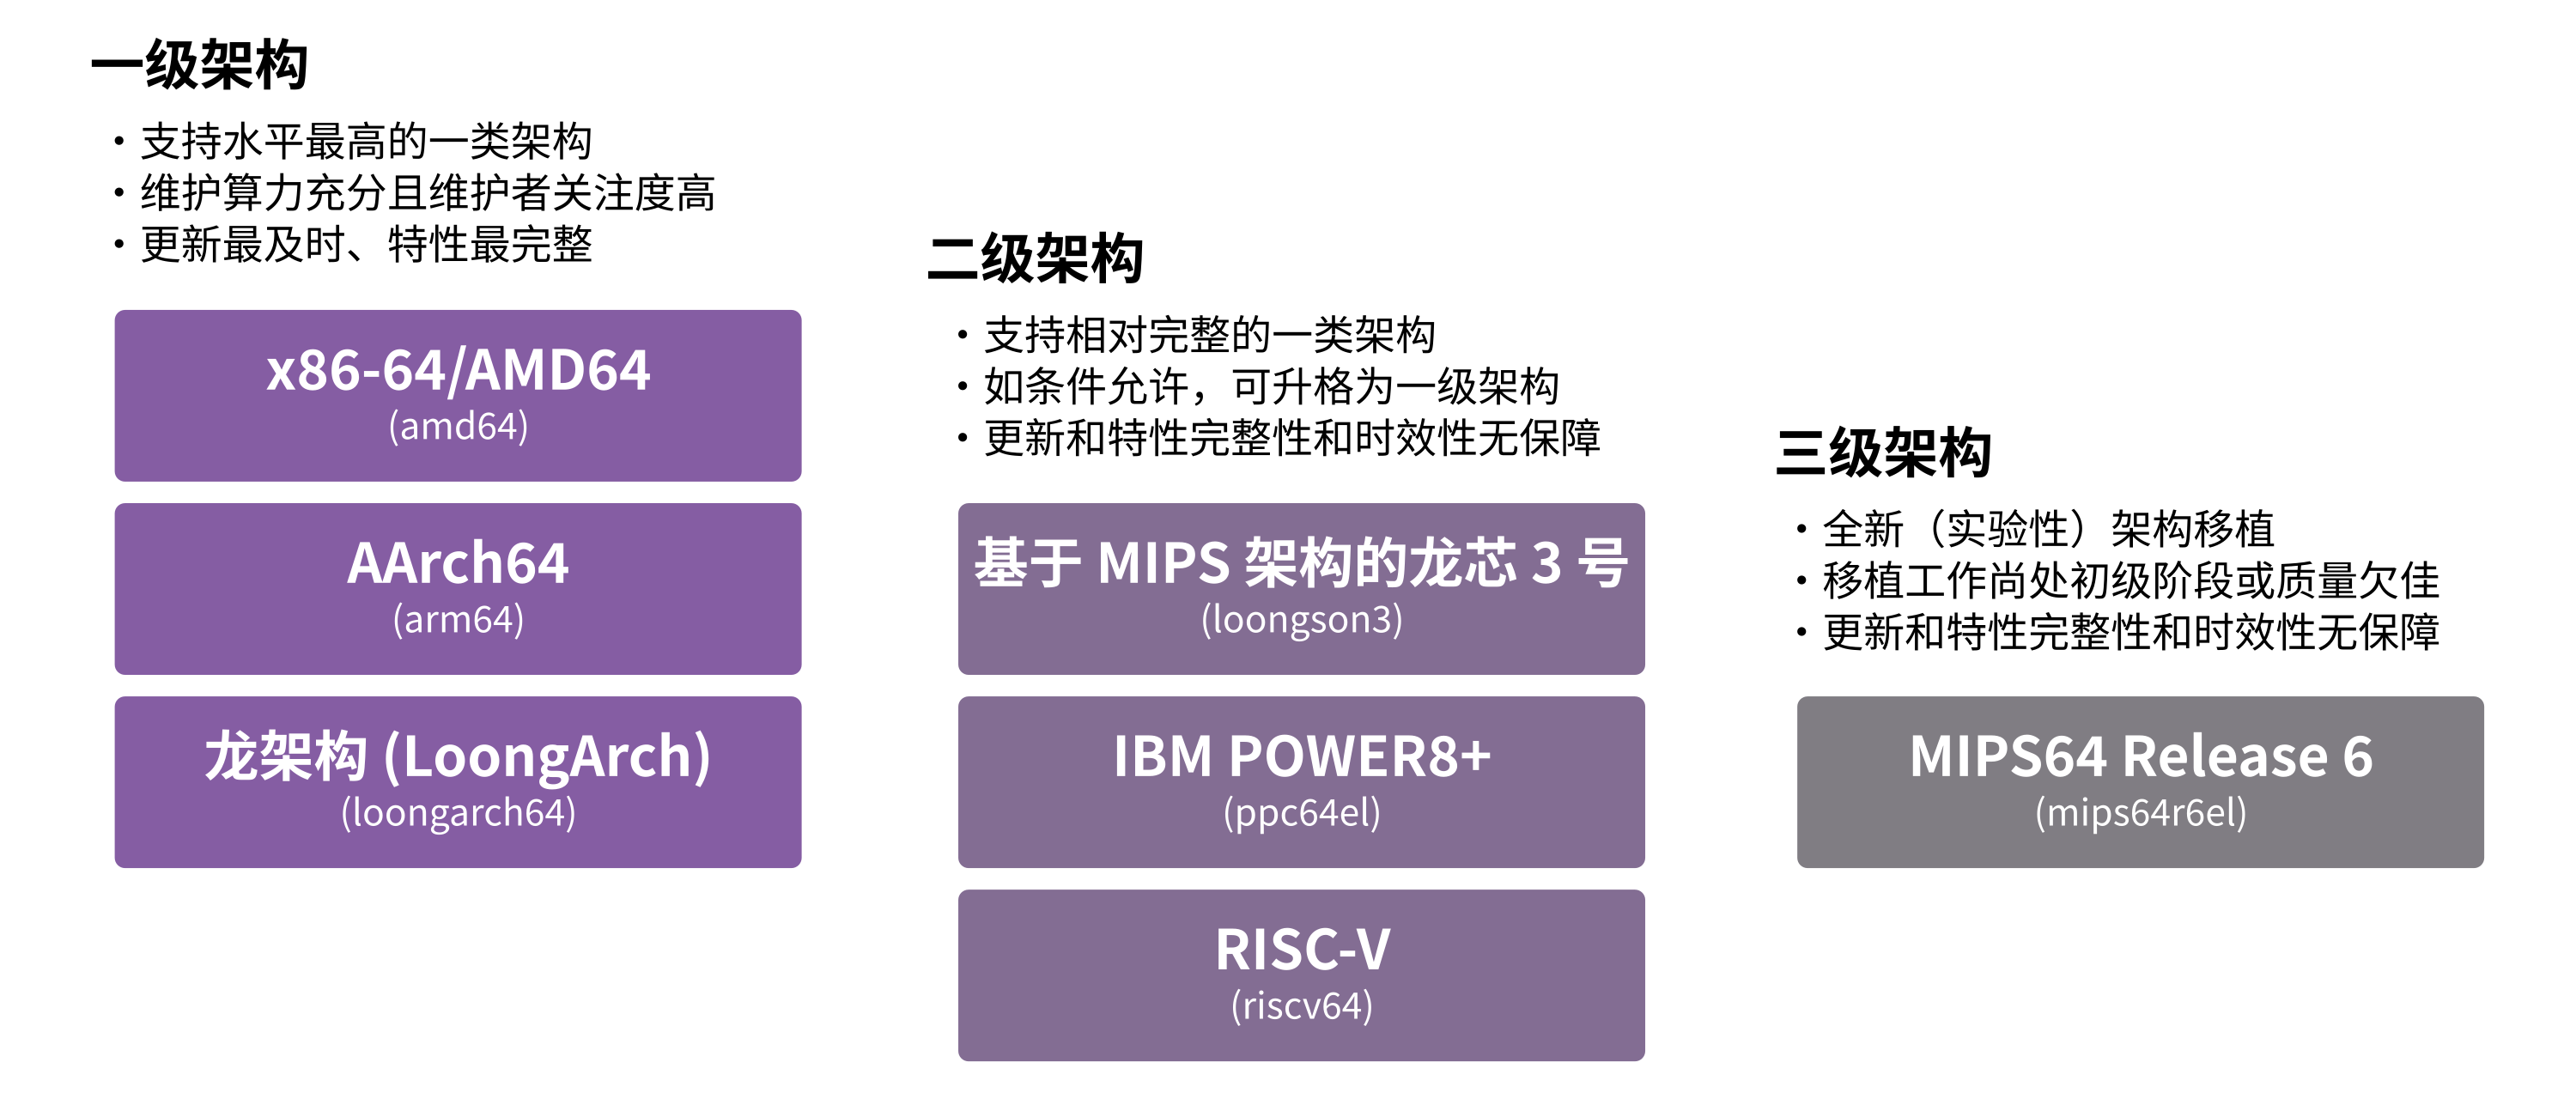 一级架构
・支持水平最高的一类架构
・维护算力充分且维护者关注度高
・更新最及时、特性最完整
x86-64/AMD64
(amd64)
AArch64
(arm64)
龙架构 (LoongArch)
(loongarch64)
二级架构
・支持相对完整的一类架构
・如条件允许，可升格为一级架构
・更新和特性完整性和时效性无保障
基于 MIPS 架构的龙芯 3 号
(loongson3)
IBM POWER8+
(ppc64el)
RISC-V
(riscv64)
三级架构
・全新（实验性）架构移植
・移植工作尚处初级阶段或质量欠佳
・更新和特性完整性和时效性无保障
MIPS64 Release 6
(mips64r6el)